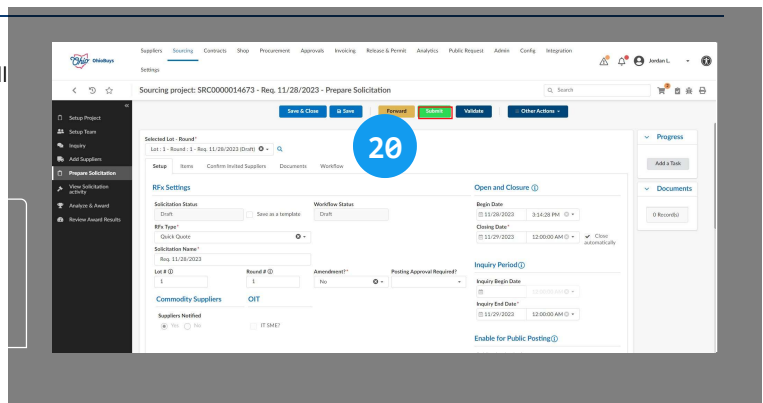 Suppliers Sourcing Contracts Shop Procurement Approvals Invoicing Release & Permit Analytics Public Request Admin Config Integration
Settings
Ohio OhioBuys
Jordan L.
Sourcing project: SRC0000014673 - Req. 11/28/2023 - Prepare Solicitation
Search
Save & Close Save Forward Submit Validate Other Actions
Setup Project
Setup Team
Inquiry
Add Suppliers
Prepare Solicitation
View Solicitation activity
Analyze & Award
Review Award Results
20
Selected Lot - Round*
Lot : 1 - Round : 1 - Req. 11/28/2023 (Draft)
Setup Items Confirm Invited Suppliers Documents Workflow
RFx Settings
Solicitation Status Workflow Status
Draft Save as a template Draft
RFx Type*
Quick Quote
Solicitation Name*
Req. 11/28/2023
Lot # Round # Amendment?* Posting Approval Required?
1 1 No
Commodity Suppliers OIT
Suppliers Notified
Yes No IT SME?
Open and Closure
Begin Date
11/28/2023 3:14:28 PM
Closing Date*
11/29/2023 12:00:00 AM Close automatically
Inquiry Period
Inquiry Begin Date
Inquiry End Date*
11/29/2023 12:00:00 AM
Enable for Public Posting
Progress
Add a Task
Documents
0 Record(s)